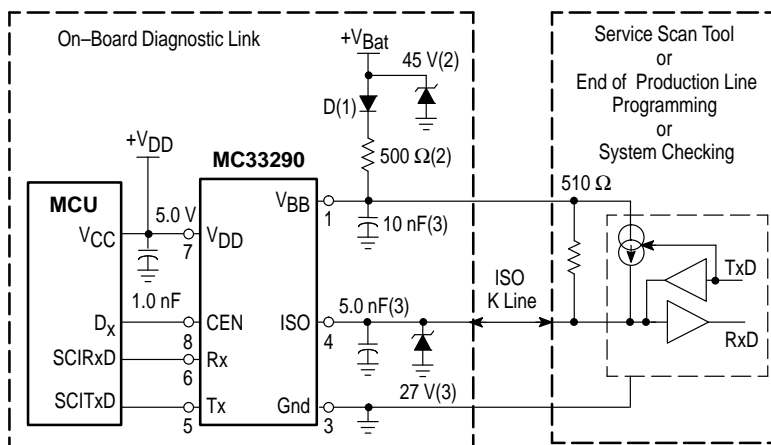 On–Board Diagnostic Link
+VBat
45 V(2)
D(1)
500 Ω(2)
Service Scan Tool
or
End of Production Line
Programming
or
System Checking
+VDD
MC33290
MCU
5.0 V
VCC
7
VDD
VBB
1
10 nF(3)
510 Ω
1.0 nF
TxD
ISO
K Line
5.0 nF(3)
Dx
8
CEN
ISO
4
RxD
SCIRxD
6
Rx
27 V(3)
SCITxD
5
Tx
Gnd
3